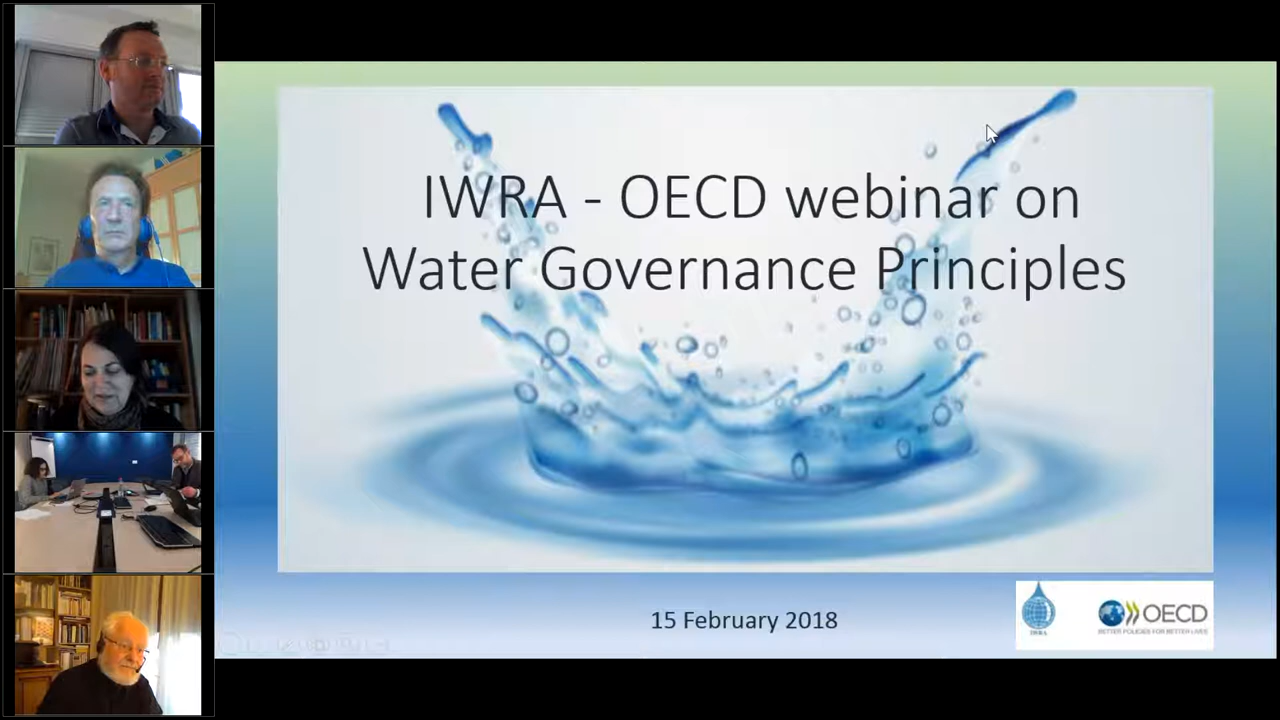 IWRA - OECD webinar on
Water Governance Principles
15 February 2018
IWRA
OECD
BETTER POLICIES FOR BETTER LIVES